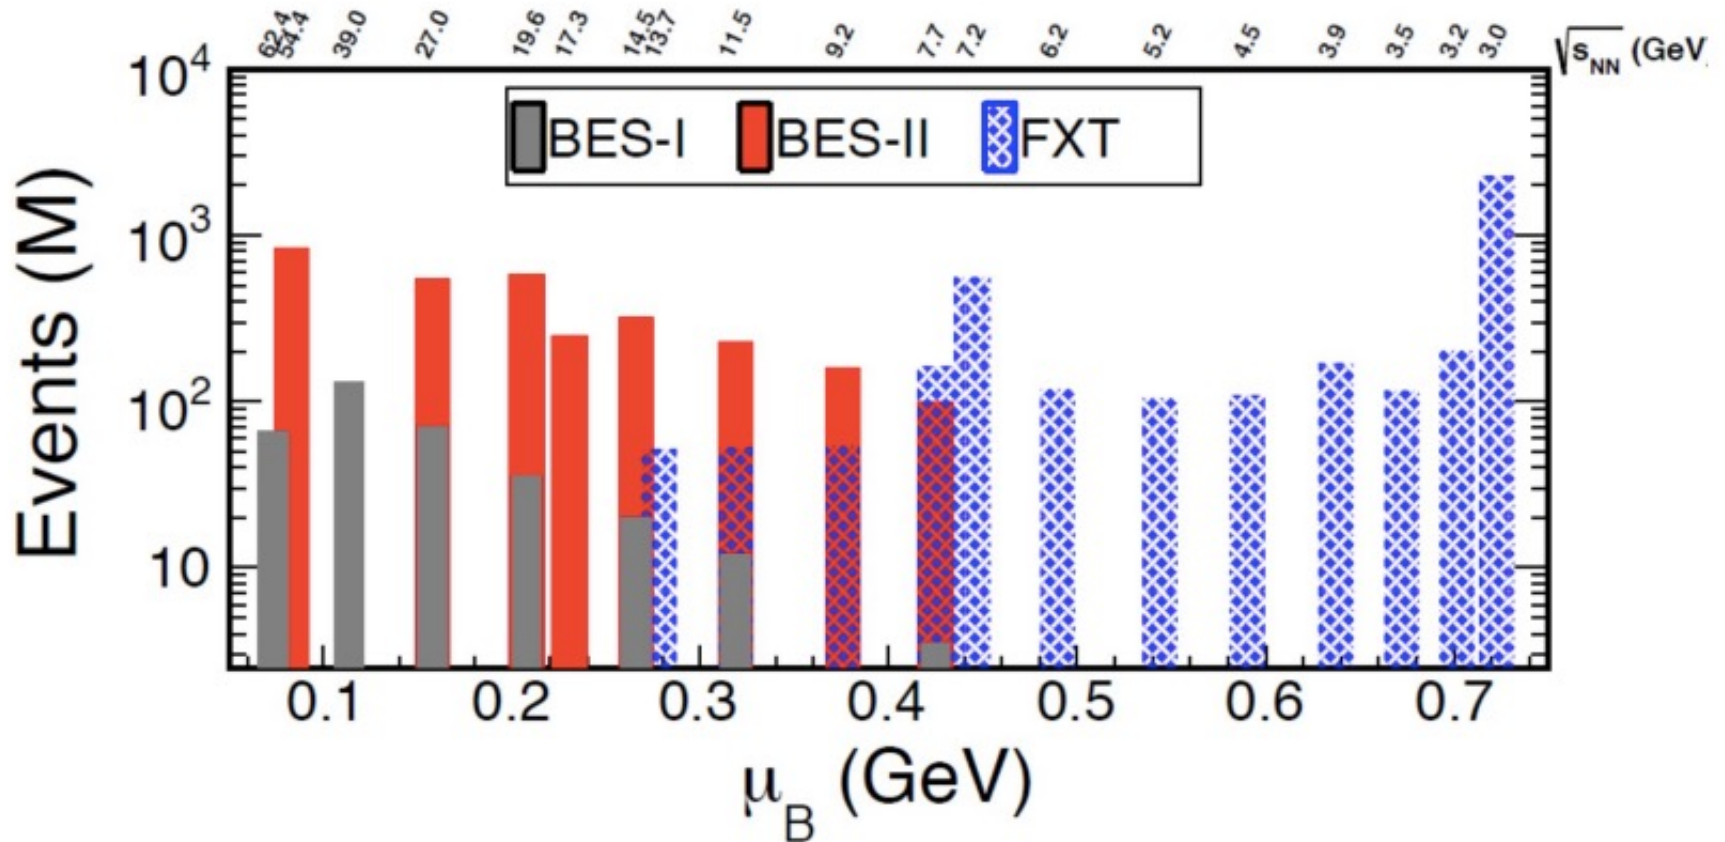 62.4 54.4 39.0 27.0 19.6 17.3 14.5 13.7 11.5 9.2 7.7 7.2 6.2 5.2 4.5 3.9 3.5 3.2 3.0 √s_NN (GeV
10⁴
BES-I BES-II FXT
10³
10²
10
Events (M)
0.1 0.2 0.3 0.4 0.5 0.6 0.7
μ_B (GeV)